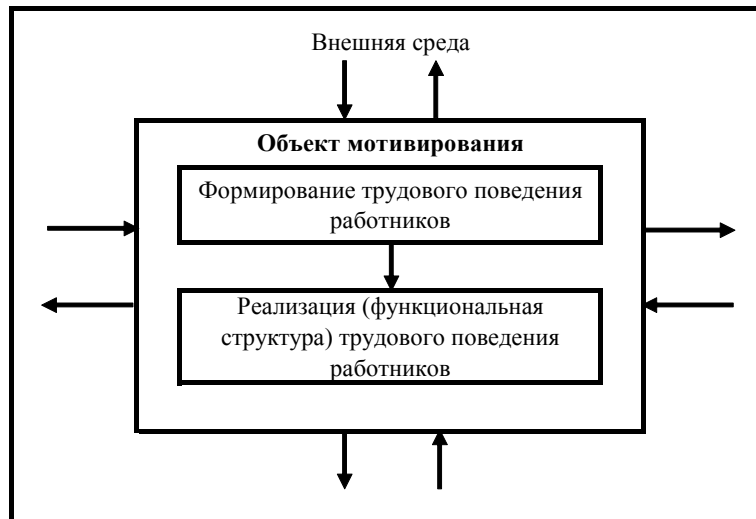 Внешняя среда
Объект мотивирования
Формирование трудового поведения
работников
Реализация (функциональная
структура) трудового поведения
работников